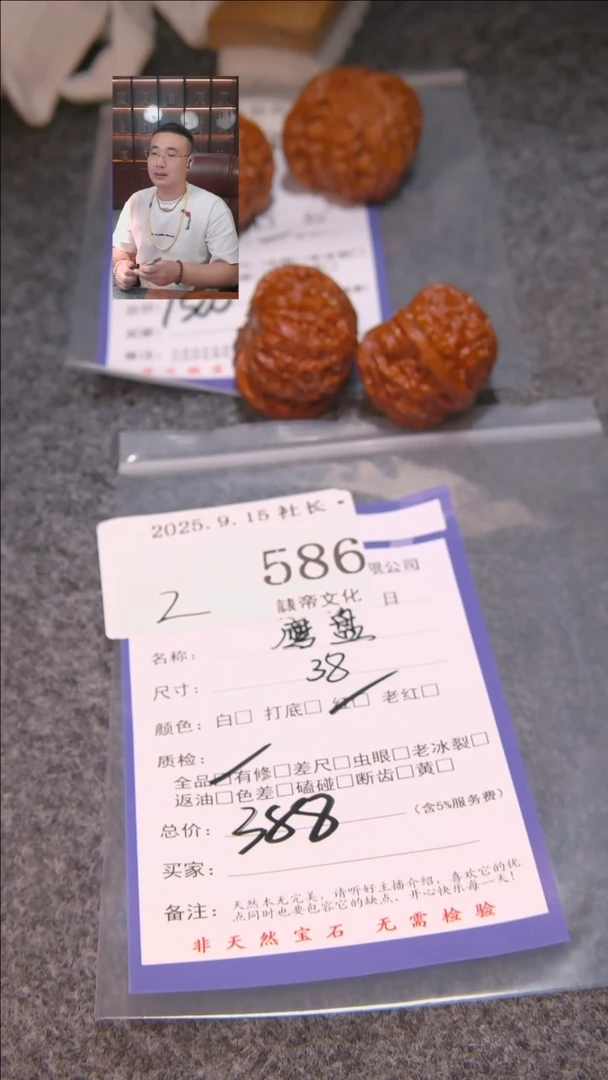 2025.9.15 社长
586
限公司
2
諕帝文化
日
名称：鹰盘
尺寸：38
颜色：白□ 打底□ 红□ 老红□
质检：
全品□有修□差尺□虫眼□老冰裂□
返油□色差□磕碰□断齿□黄□
总价：388（含5%服务费）
买家：
备注：天然本无完美，请听好主播介绍，喜欢它的优
点同时也要包容它的缺点，开心快乐每一天！
非天然宝石 无需检验